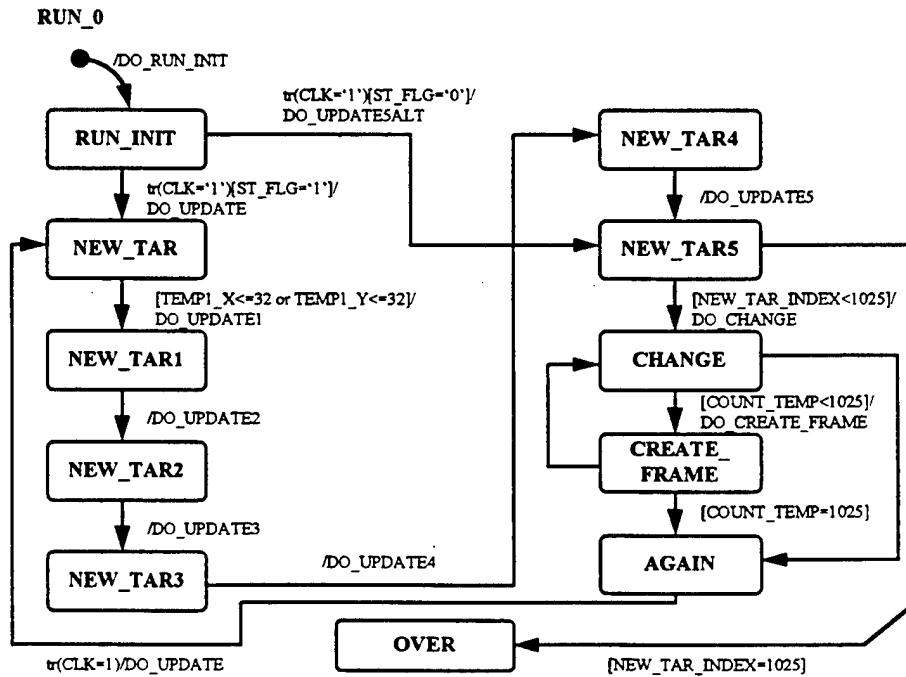 RUN_0
/DO_RUN_INIT
RUN_INIT
tr(CLK=‘1’)[ST_FLG=‘0’]/
DO_UPDATE5ALT
tr(CLK=‘1’)[ST_FLG=‘1’]/
DO_UPDATE
NEW_TAR
[TEMP1_X<=32 or TEMP1_Y<=32]/
DO_UPDATE1
NEW_TAR1
/DO_UPDATE2
NEW_TAR2
/DO_UPDATE3
NEW_TAR3
/DO_UPDATE4
NEW_TAR4
/DO_UPDATE5
NEW_TAR5
[NEW_TAR_INDEX<1025]/
DO_CHANGE
CHANGE
[COUNT_TEMP<1025]/
DO_CREATE_FRAME
CREATE_
FRAME
[COUNT_TEMP=1025]
AGAIN
tr(CLK=1)/DO_UPDATE
OVER
[NEW_TAR_INDEX=1025]